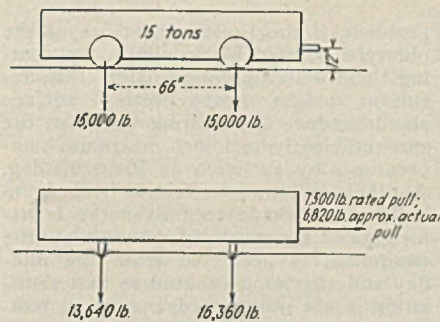 15 tons
12"
66"
15,000 lb. 15,000 lb.
7,500 lb. rated pull;
6,820 lb. approx. actual
pull
13,640 lb. 16,360 lb.